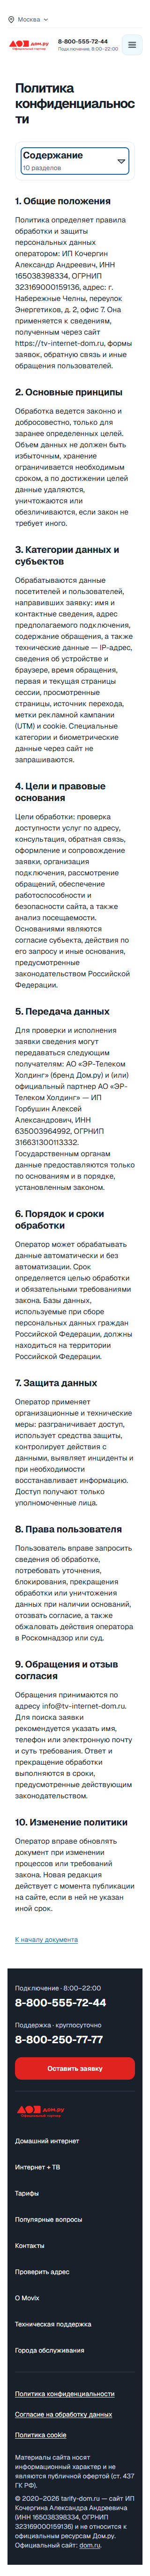 Москва
ДОМ.РУ
Официальный партнер
8-800-555-72-44
Подключение, 8:00–22:00
Политика
конфиденциальнос
ти
Содержание
10 разделов
1. Общие положения
Политика определяет правила
обработки и защиты
персональных данных
оператором: ИП Кочергин
Александр Андреевич, ИНН
165038398334, ОГРНИП
323169000159136, адрес: г.
Набережные Челны, переулок
Энергетиков, д. 2, офис 7. Она
применяется к сведениям,
полученным через сайт
https://tv-internet-dom.ru, формы
заявок, обратную связь и иные
обращения пользователей.
2. Основные принципы
Обработка ведется законно и
добросовестно, только для
заранее определенных целей.
Объем данных не должен быть
избыточным, хранение
ограничивается необходимым
сроком, а по достижении целей
данные удаляются,
уничтожаются или
обезличиваются, если закон не
требует иного.
3. Категории данных и
субъектов
Обрабатываются данные
посетителей и пользователей,
направивших заявку: имя и
контактные сведения, адрес
предполагаемого подключения,
содержание обращения, а также
технические данные — IP-адрес,
сведения об устройстве и
браузере, время обращения,
первая и текущая страницы
сессии, просмотренные
страницы, источник перехода,
метки рекламной кампании
(UTM) и cookie. Специальные
категории и биометрические
данные через сайт не
запрашиваются.
4. Цели и правовые
основания
Цели обработки: проверка
доступности услуг по адресу,
консультация, обратная связь,
оформление и сопровождение
заявки, организация
подключения, рассмотрение
обращений, обеспечение
работоспособности и
безопасности сайта, а также
анализ посещаемости.
Основаниями являются
согласие субъекта, действия по
его запросу и иные основания,
предусмотренные
законодательством Российской
Федерации.
5. Передача данных
Для проверки и исполнения
заявки сведения могут
передаваться следующим
получателям: АО «ЭР-Телеком
Холдинг» (бренд Дом.ру) и (или)
официальный партнер АО «ЭР-
Телеком Холдинг» — ИП
Горбушин Алексей
Александрович, ИНН
635003964992, ОГРНИП
316631300113332.
Государственным органам
данные предоставляются только
по основаниям и в порядке,
установленным законом.
6. Порядок и сроки
обработки
Оператор может обрабатывать
данные автоматически и без
автоматизации. Срок
определяется целью обработки
и обязательными требованиями
закона. Базы данных,
используемые при сборе
персональных данных граждан
Российской Федерации, должны
находиться на территории
Российской Федерации.
7. Защита данных
Оператор применяет
организационные и технические
меры: разграничивает доступ,
использует средства защиты,
контролирует действия с
данными, выявляет инциденты и
при необходимости
восстанавливает информацию.
Доступ получают только
уполномоченные лица.
8. Права пользователя
Пользователь вправе запросить
сведения об обработке,
потребовать уточнения,
блокирования, прекращения
обработки или уничтожения
данных при наличии оснований,
отозвать согласие, а также
обжаловать действия оператора
в Роскомнадзор или суд.
9. Обращения и отзыв
согласия
Обращения принимаются по
адресу info@tv-internet-dom.ru.
Для поиска заявки
рекомендуется указать имя,
телефон или электронную почту
и суть требования. Ответ и
прекращение обработки
выполняются в сроки,
предусмотренные действующим
законодательством.
10. Изменение политики
Оператор вправе обновлять
документ при изменении
процессов или требований
закона. Новая редакция
действует с момента публикации
на сайте, если в ней не указан
иной срок.
К началу документа
Подключение · 8:00–22:00
8-800-555-72-44
Поддержка · круглосуточно
8-800-250-77-77
Оставить заявку
ДОМ.РУ
Официальный партнер
Домашний интернет
Интернет + ТВ
Тарифы
Популярные вопросы
Контакты
Проверить адрес
О Movix
Техническая поддержка
Города обслуживания
Политика конфиденциальности
Согласие на обработку данных
Политика cookie
Материалы сайта носят
информационный характер и не
являются публичной офертой (ст. 437
ГК РФ).
© 2020–2026 tarify-dom.ru — сайт ИП
Кочергина Александра Андреевича
(ИНН 165038398334, ОГРНИП
323169000159136) и не относится к
официальным ресурсам Дом.ру.
Официальный сайт: dom.ru.